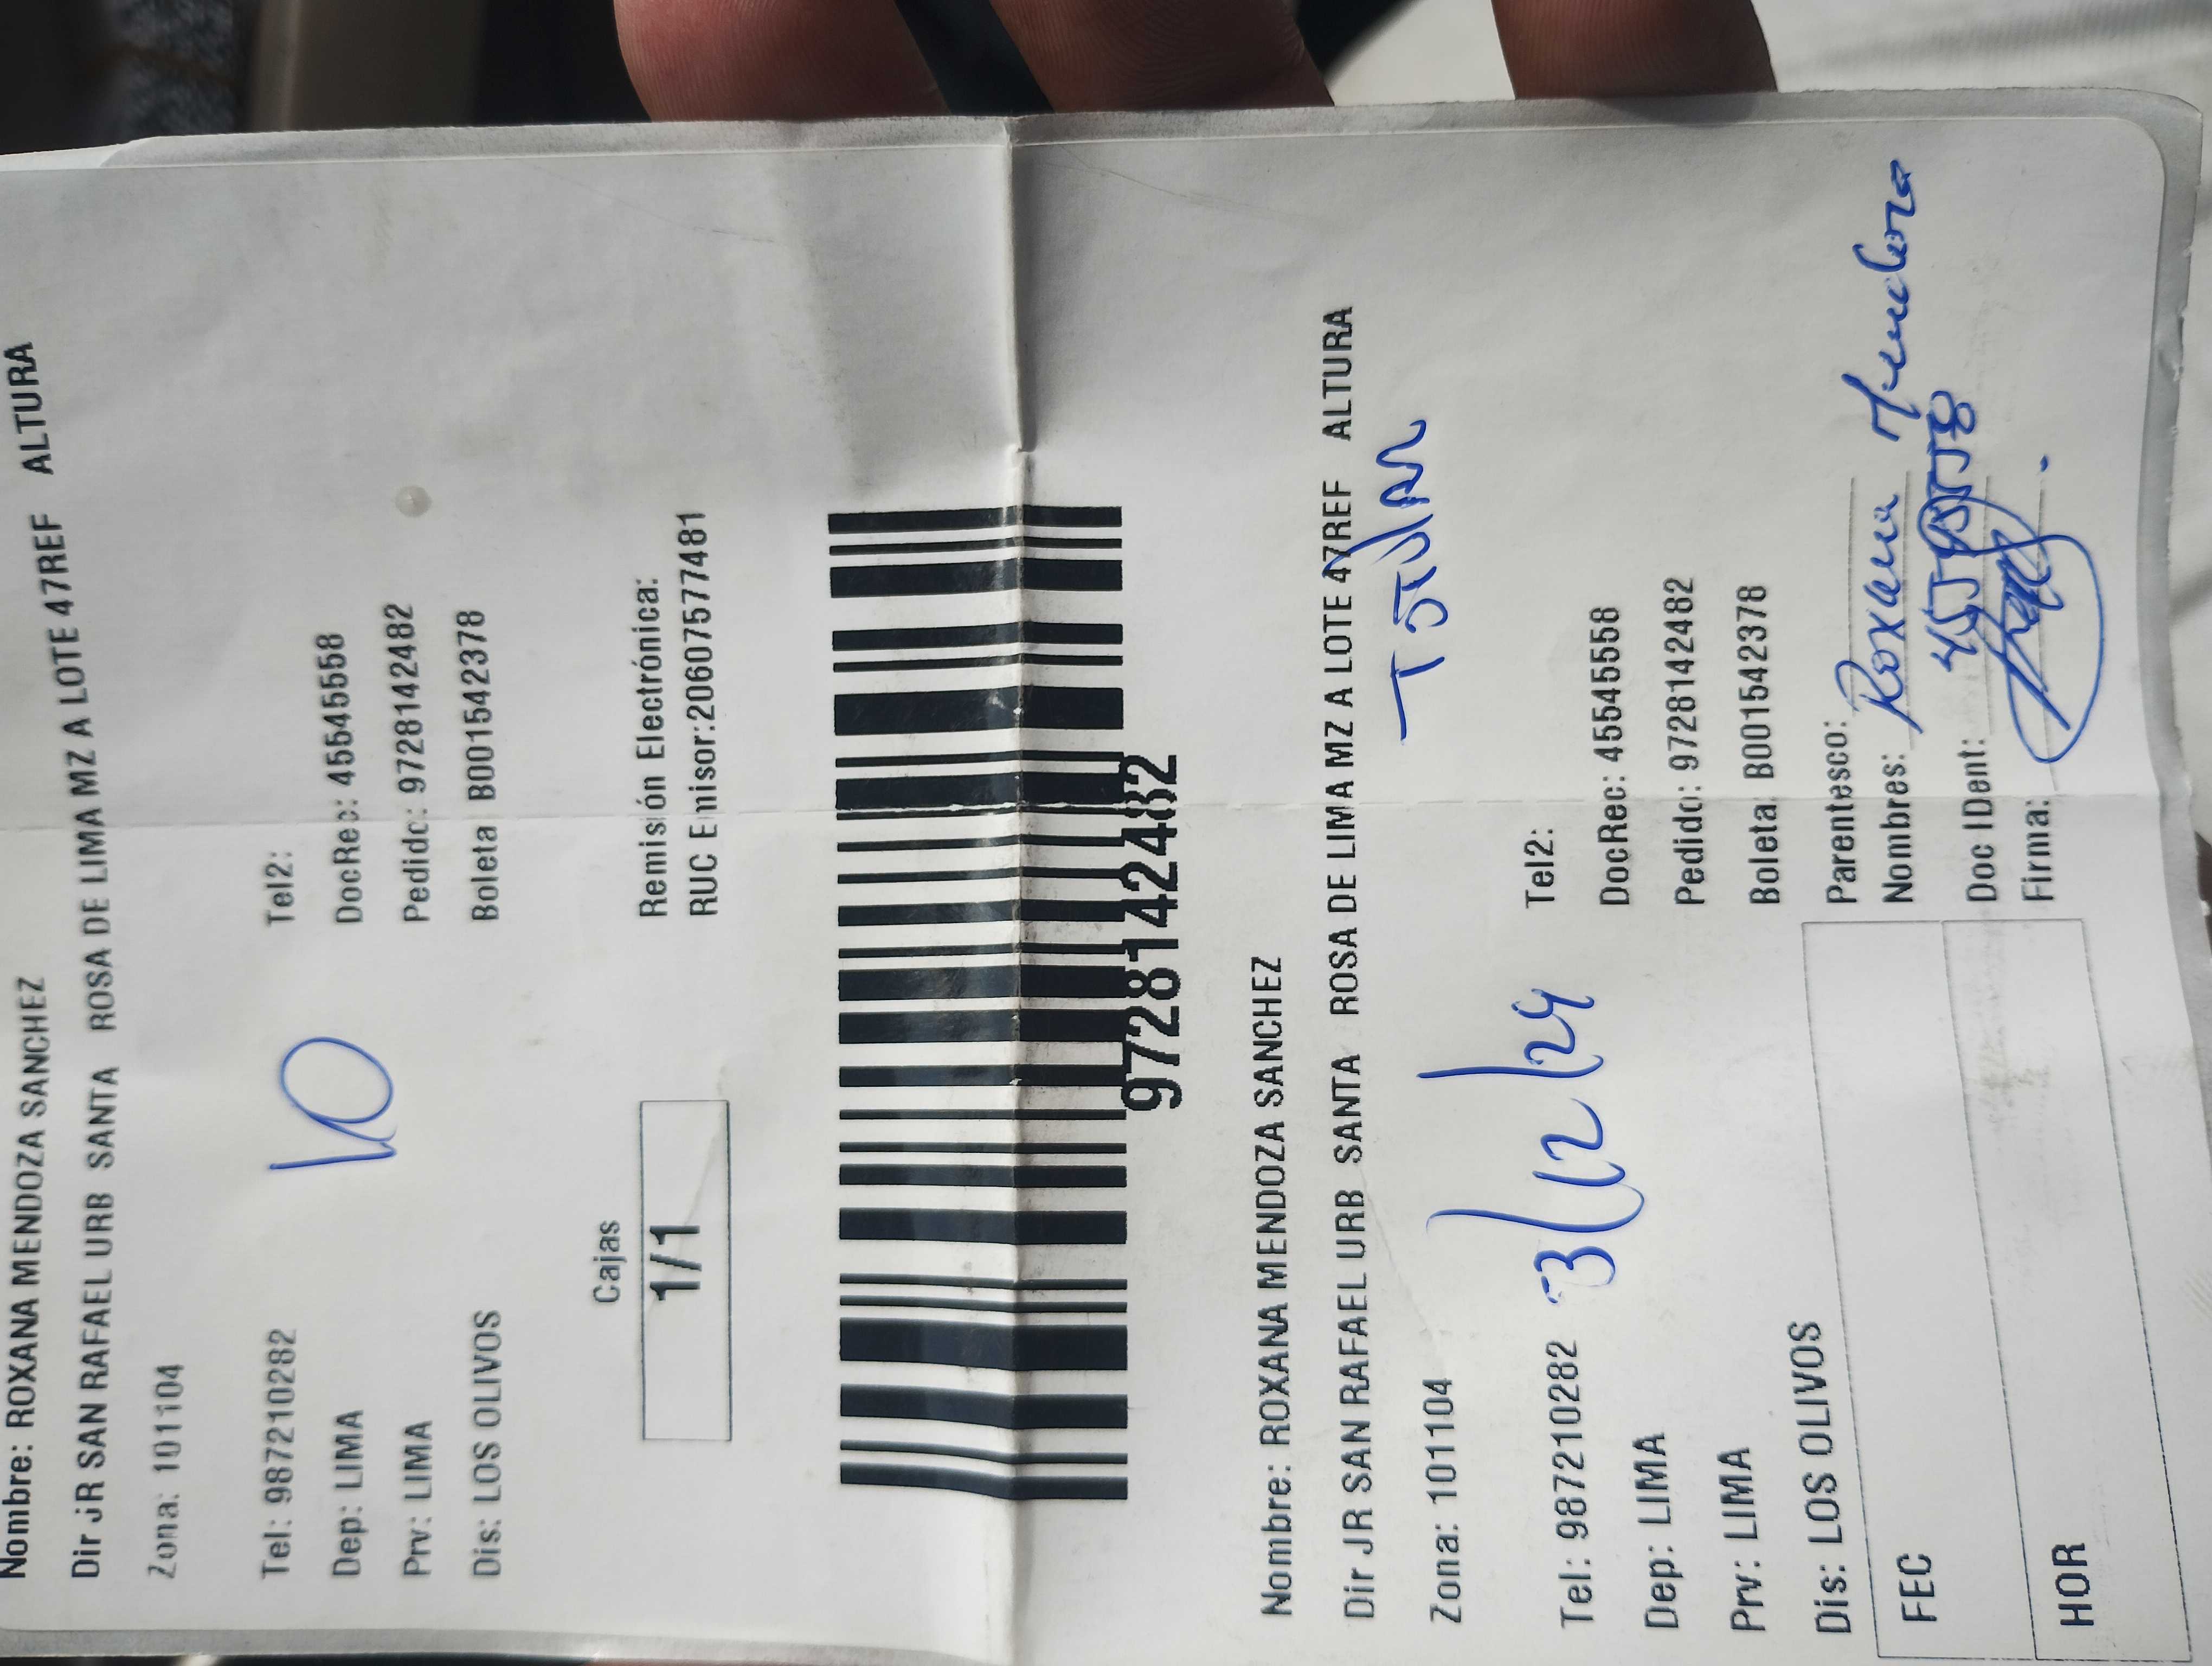 Nombre: ROXANA MENDOZA SANCHEZ
Dir JR SAN RAFAEL URB SANTA ROSA DE LIMA MZ A LOTE 47REF ALTURA
Zona: 101104
10
Tel: 987210282 Tel2:
Dep: LIMA DocRec: 45545558
Prv: LIMA Pedido: 9728142482
Dis: LOS OLIVOS Boleta B001542378
Cajas
1/1
Remisión Electrónica:
RUC Emisor:20607577481
9728142482
Nombre: ROXANA MENDOZA SANCHEZ
Dir JR SAN RAFAEL URB SANTA ROSA DE LIMA MZ A LOTE 47REF ALTURA
Titular
Zona: 101104
3/12/24
Tel: 987210282 Tel2:
Dep: LIMA DocRec: 45545558
Prv: LIMA Pedido: 9728142482
Dis: LOS OLIVOS Boleta B001542378
FEC
Parentesco:
Nombres: Roxana Mendoza
Doc IDent: 45545558
HOR
Firma: